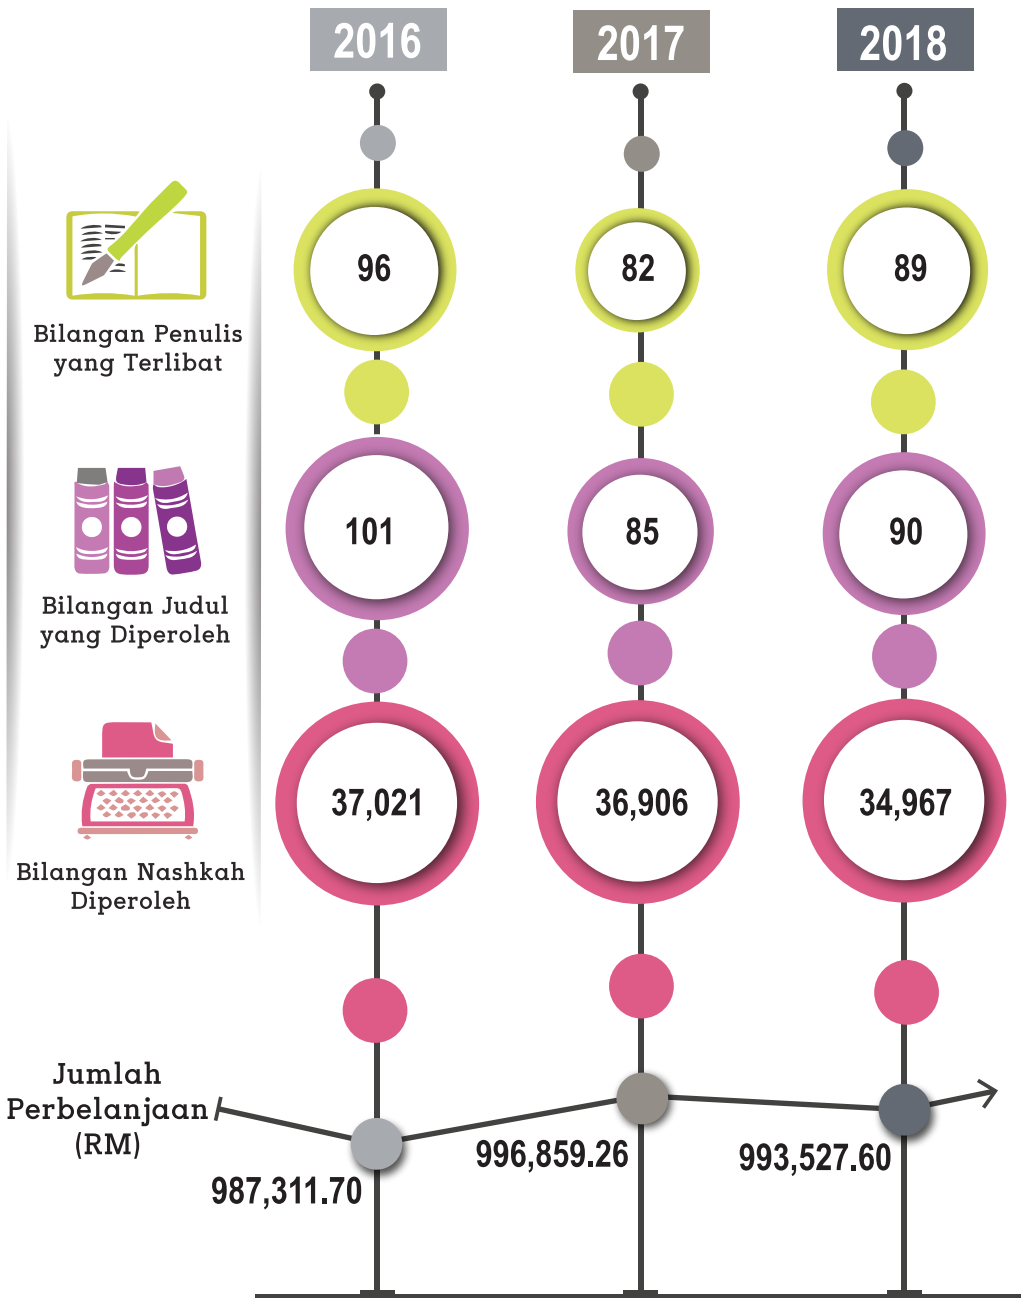 2016
2017
2018
96
82
89
Bilangan Penulis
yang Terlibat
101
85
90
Bilangan Judul
yang Diperoleh
37,021
36,906
34,967
Bilangan Nashkah
Diperoleh
Jumlah
Perbelanjaan
(RM)
987,311.70
996,859.26
993,527.60